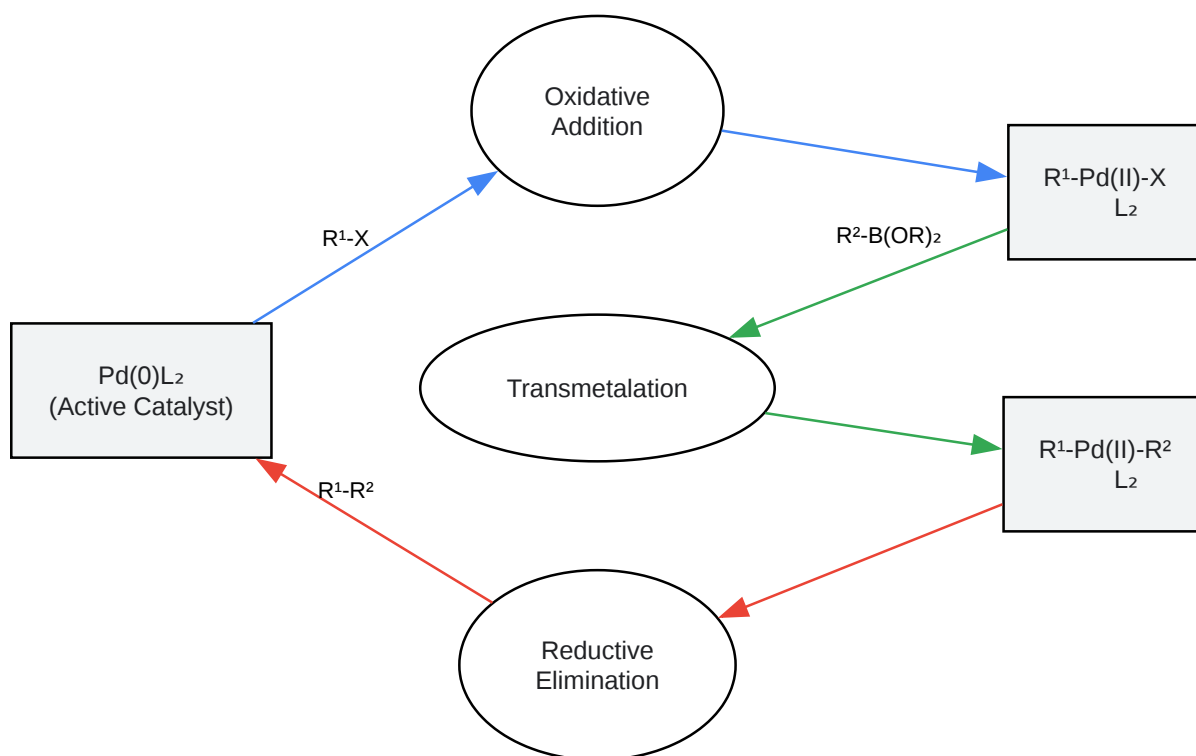 Oxidative
Addition
R¹-Pd(II)-X
L₂
R¹-X
R²-B(OR)₂
Pd(0)L₂
(Active Catalyst)
Transmetalation
R¹-Pd(II)-R²
L₂
R¹-R²
Reductive
Elimination